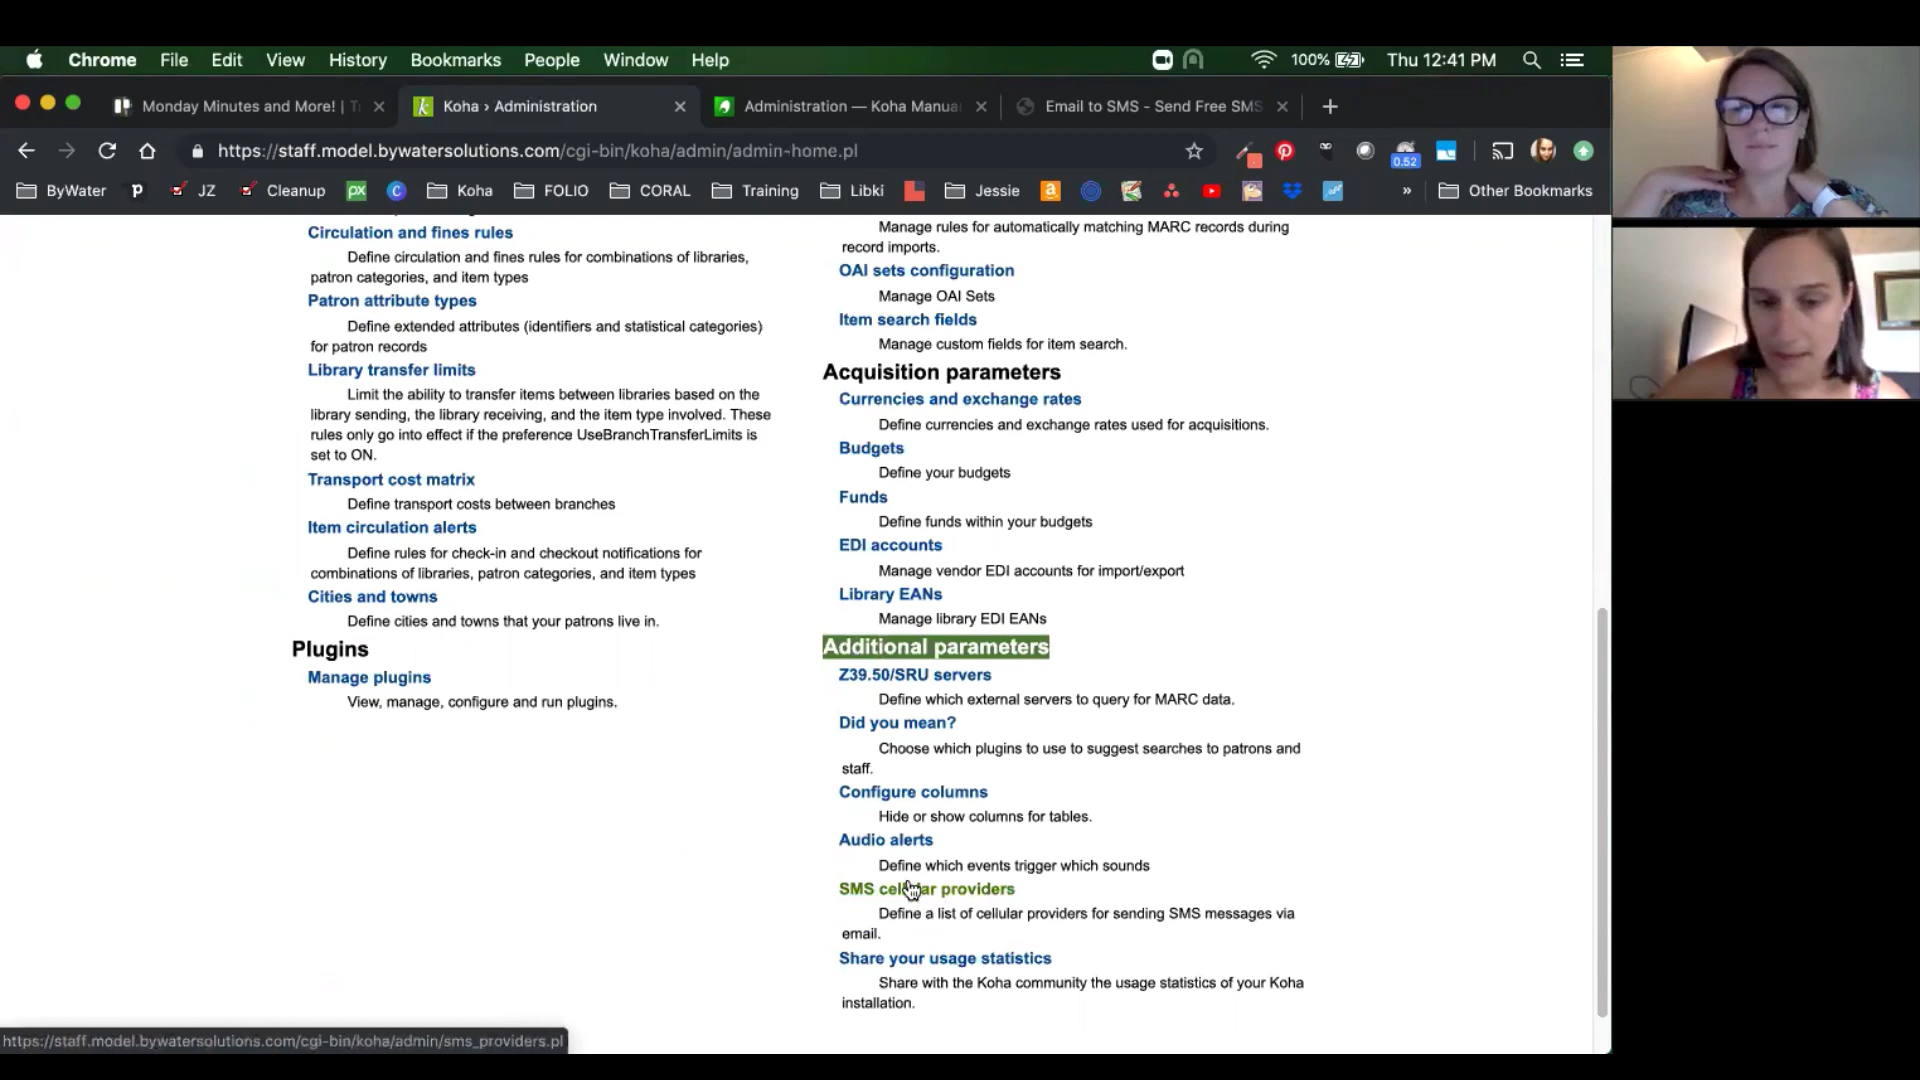 Chrome File Edit View History Bookmarks People Window Help 100% Thu 12:41 PM
Monday Minutes and More! | T
Koha › Administration
Administration — Koha Manua
Email to SMS - Send Free SMS
https://staff.model.bywatersolutions.com/cgi-bin/koha/admin/admin-home.pl
0.52
ByWater JZ Cleanup Koha FOLIO CORAL Training Libki Jessie » Other Bookmarks
Circulation and fines rules
Define circulation and fines rules for combinations of libraries,
patron categories, and item types
Patron attribute types
Define extended attributes (identifiers and statistical categories)
for patron records
Library transfer limits
Limit the ability to transfer items between libraries based on the
library sending, the library receiving, and the item type involved. These
rules only go into effect if the preference UseBranchTransferLimits is
set to ON.
Transport cost matrix
Define transport costs between branches
Item circulation alerts
Define rules for check-in and checkout notifications for
combinations of libraries, patron categories, and item types
Cities and towns
Define cities and towns that your patrons live in.
Plugins
Manage plugins
View, manage, configure and run plugins.
Manage rules for automatically matching MARC records during
record imports.
OAI sets configuration
Manage OAI Sets
Item search fields
Manage custom fields for item search.
Acquisition parameters
Currencies and exchange rates
Define currencies and exchange rates used for acquisitions.
Budgets
Define your budgets
Funds
Define funds within your budgets
EDI accounts
Manage vendor EDI accounts for import/export
Library EANs
Manage library EDI EANs
Additional parameters
Z39.50/SRU servers
Define which external servers to query for MARC data.
Did you mean?
Choose which plugins to use to suggest searches to patrons and
staff.
Configure columns
Hide or show columns for tables.
Audio alerts
Define which events trigger which sounds
SMS cellular providers
Define a list of cellular providers for sending SMS messages via
email.
Share your usage statistics
Share with the Koha community the usage statistics of your Koha
installation.
https://staff.model.bywatersolutions.com/cgi-bin/koha/admin/sms_providers.pl